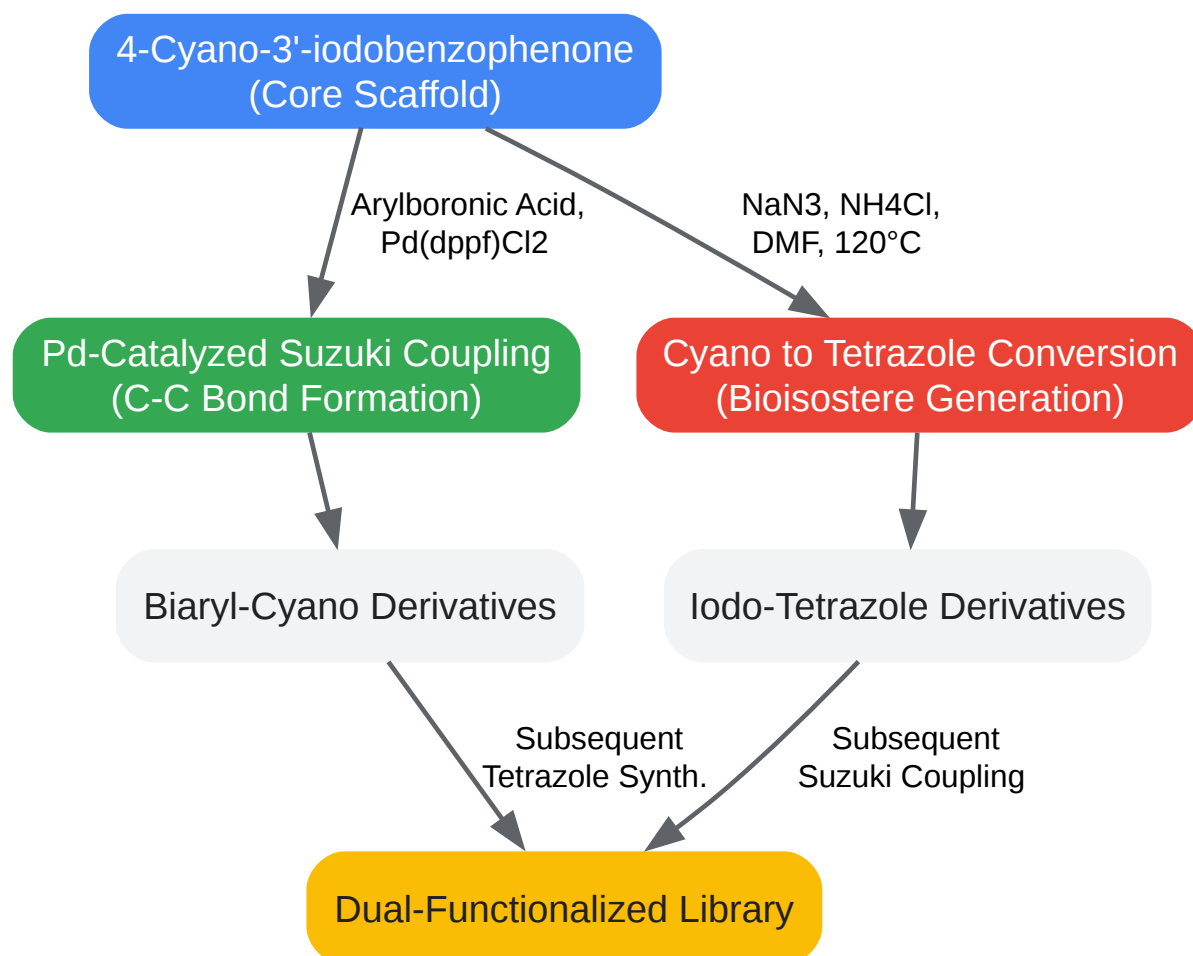 4-Cyano-3'-iodobenzophenone
(Core Scaffold)
Arylboronic Acid,
Pd(dppf)Cl2
NaN3, NH4Cl,
DMF, 120°C
Pd-Catalyzed Suzuki Coupling
(C-C Bond Formation)
Cyano to Tetrazole Conversion
(Bioisostere Generation)
Biaryl-Cyano Derivatives
Iodo-Tetrazole Derivatives
Subsequent
Tetrazole Synth.
Subsequent
Suzuki Coupling
Dual-Functionalized Library